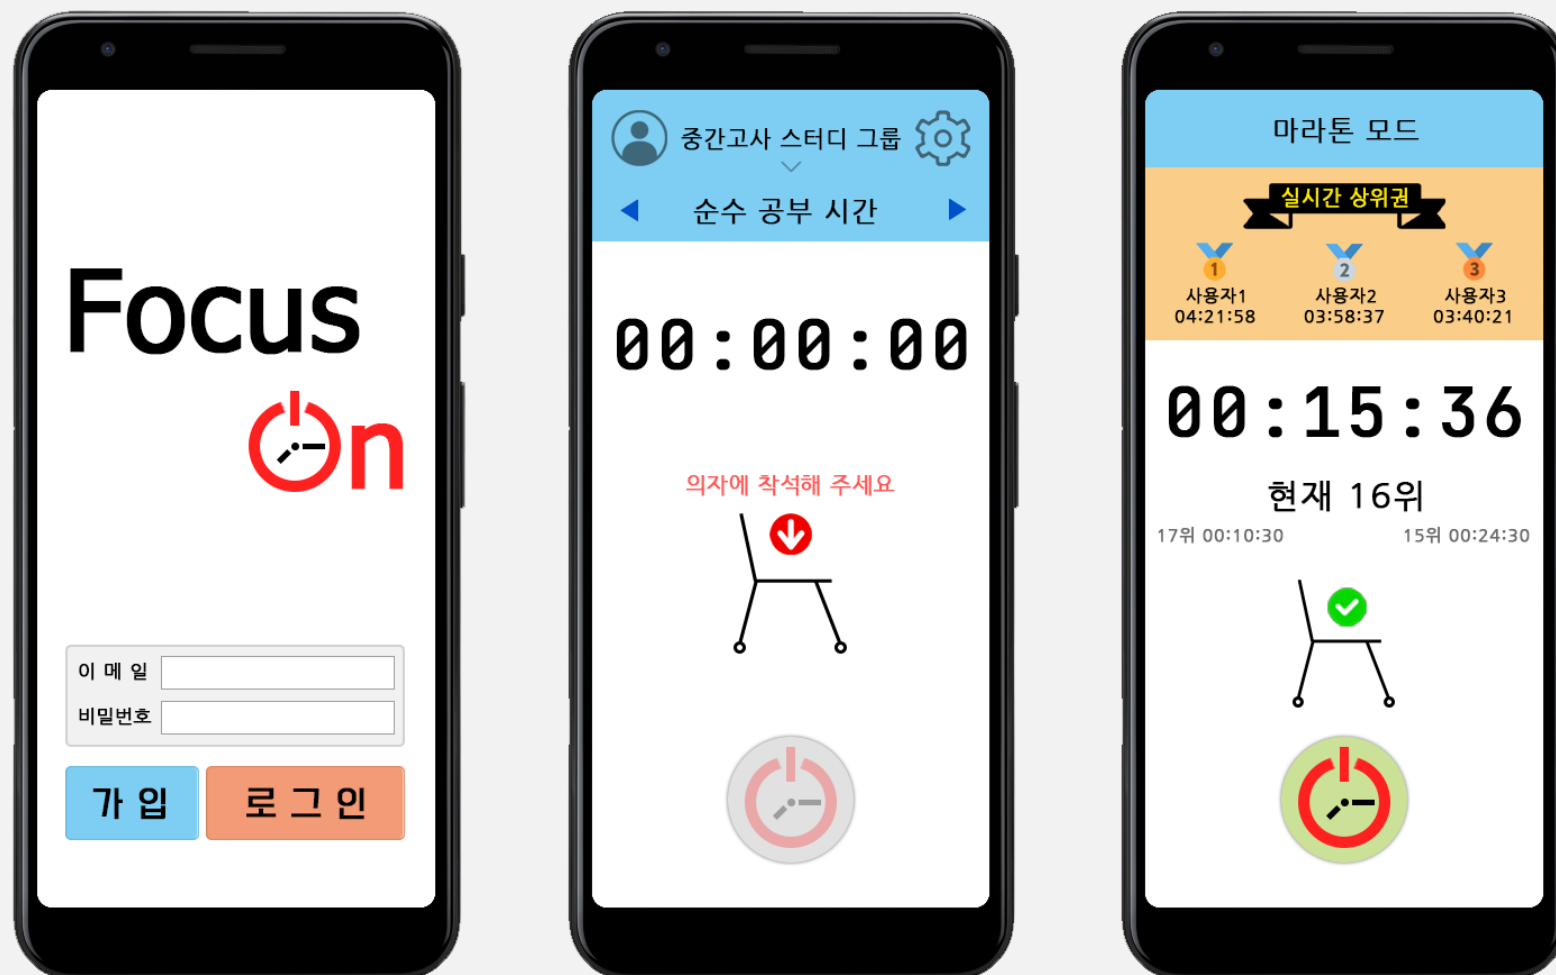 Focus
On
이 메 일
비밀번호
가 입
로 그 인
중간고사 스터디 그룹
순수 공부 시간
00:00:00
의자에 착석해 주세요
마라톤 모드
실시간 상위권
1
2
3
사용자1
사용자2
사용자3
04:21:58
03:58:37
03:40:21
00:15:36
현재 16위
17위 00:10:30
15위 00:24:30